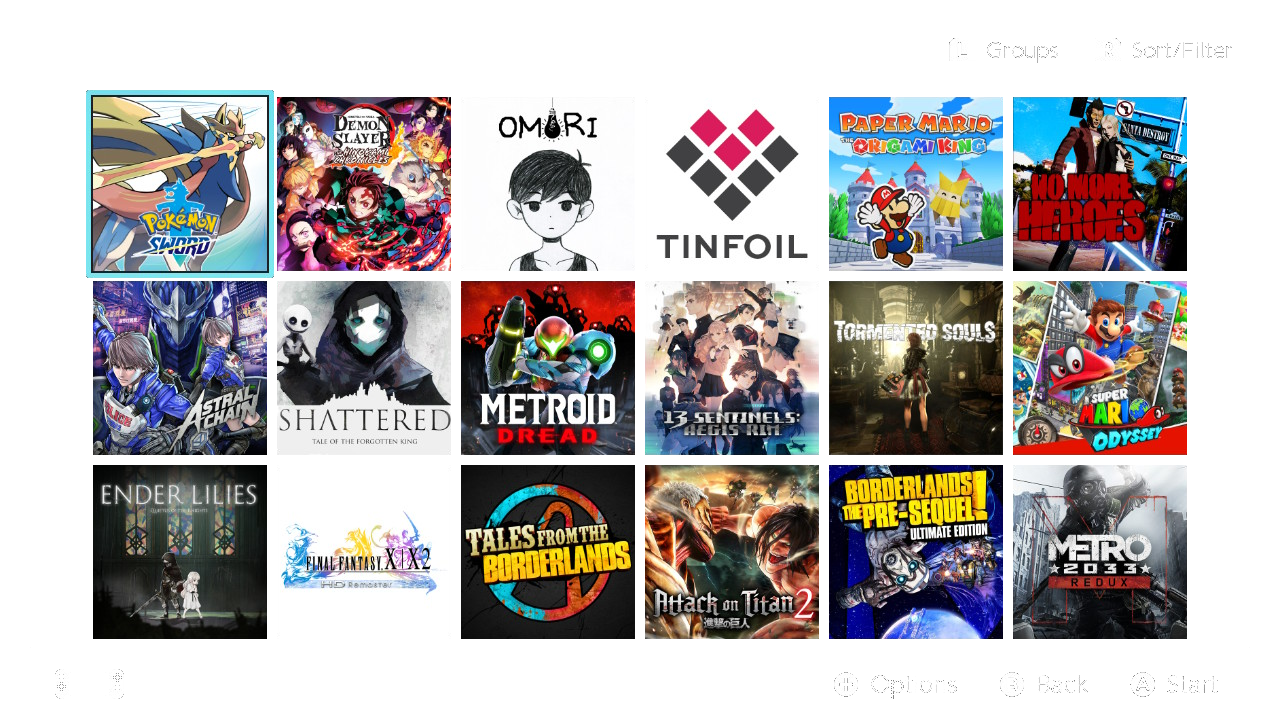 L Groups R Sort/Filter
POKÉMON
SWORD
DEMON
SLAYER
THE HINOKAMI
CHRONICLES
OMORI
TINFOIL
PAPER MARIO
THE ORIGAMI KING
SANTA DESTROY
NO MORE
HEROES
ASTRAL
CHAIN
SHATTERED
TALE OF THE FORGOTTEN KING
METROID
DREAD
13 SENTINELS:
AEGIS RIM
TORMENTED SOULS
SUPER
MARIO
ODYSSEY
ENDER LILIES
FINAL FANTASY X|X2
HD Remaster
TALES FROM THE
BORDERLANDS
Attack on Titan 2
進撃の巨人
BORDERLANDS
THE PRE-SEQUEL!
ULTIMATE EDITION
METRO
2033
REDUX
Options B Back A Start